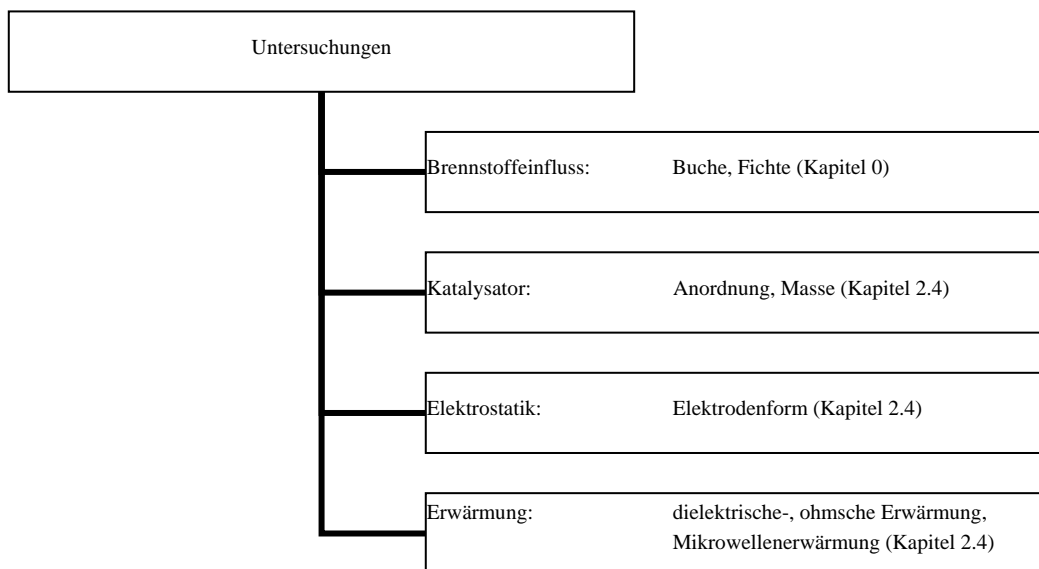 Untersuchungen
Brennstoffeinfluss: Buche, Fichte (Kapitel 0)
Katalysator: Anordnung, Masse (Kapitel 2.4)
Elektrostatik: Elektrodenform (Kapitel 2.4)
Erwärmung: dielektrische-, ohmsche Erwärmung,
Mikrowellenerwärmung (Kapitel 2.4)